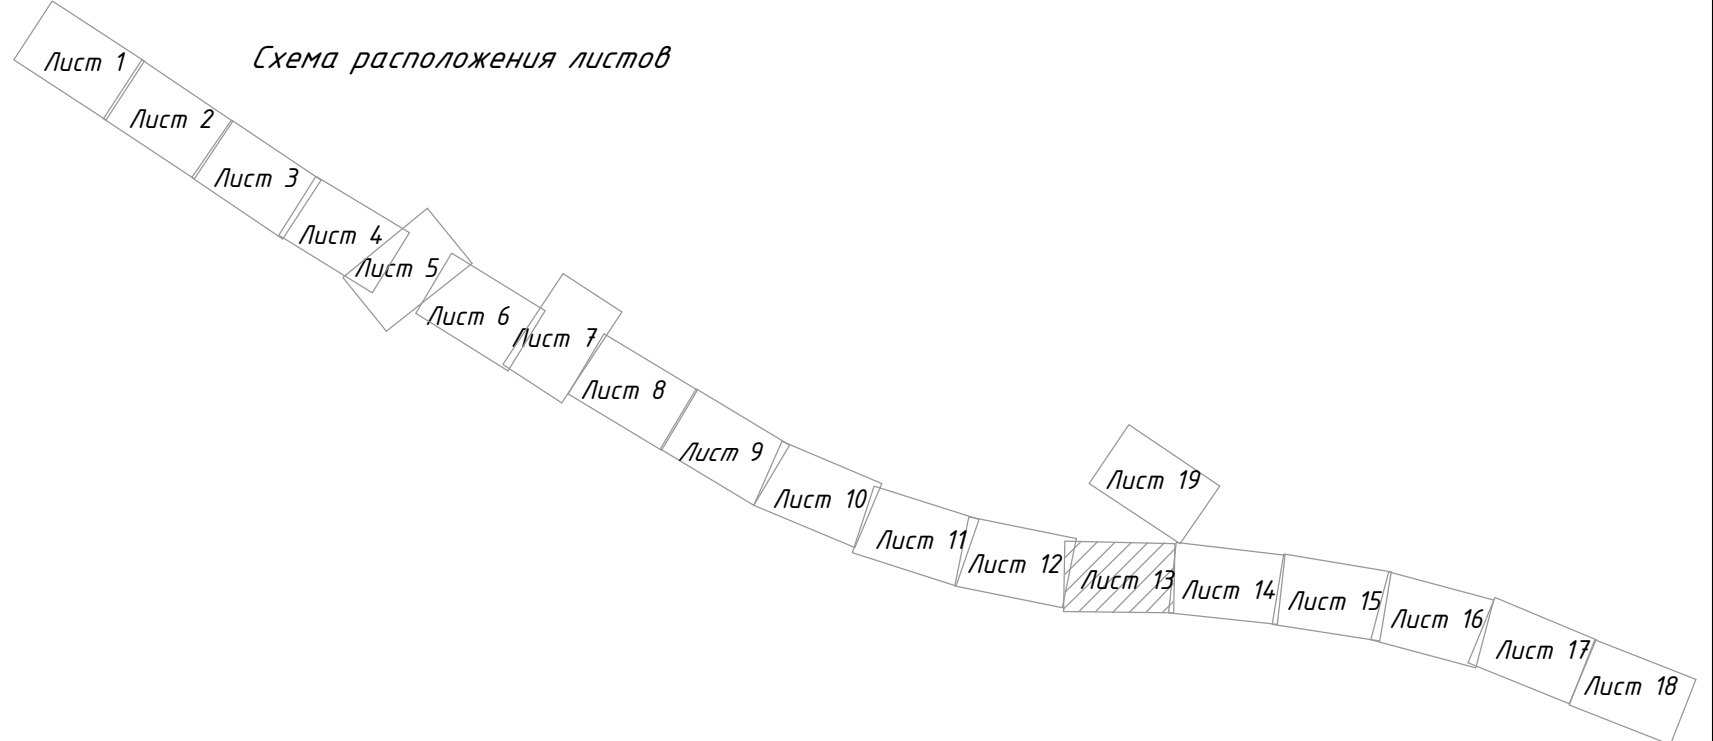 Схема расположения листов
Лист 1
Лист 2
Лист 3
Лист 4
Лист 5
Лист 6
Лист 7
Лист 8
Лист 9
Лист 10
Лист 11
Лист 12
Лист 13
Лист 14
Лист 15
Лист 16
Лист 17
Лист 18
Лист 19